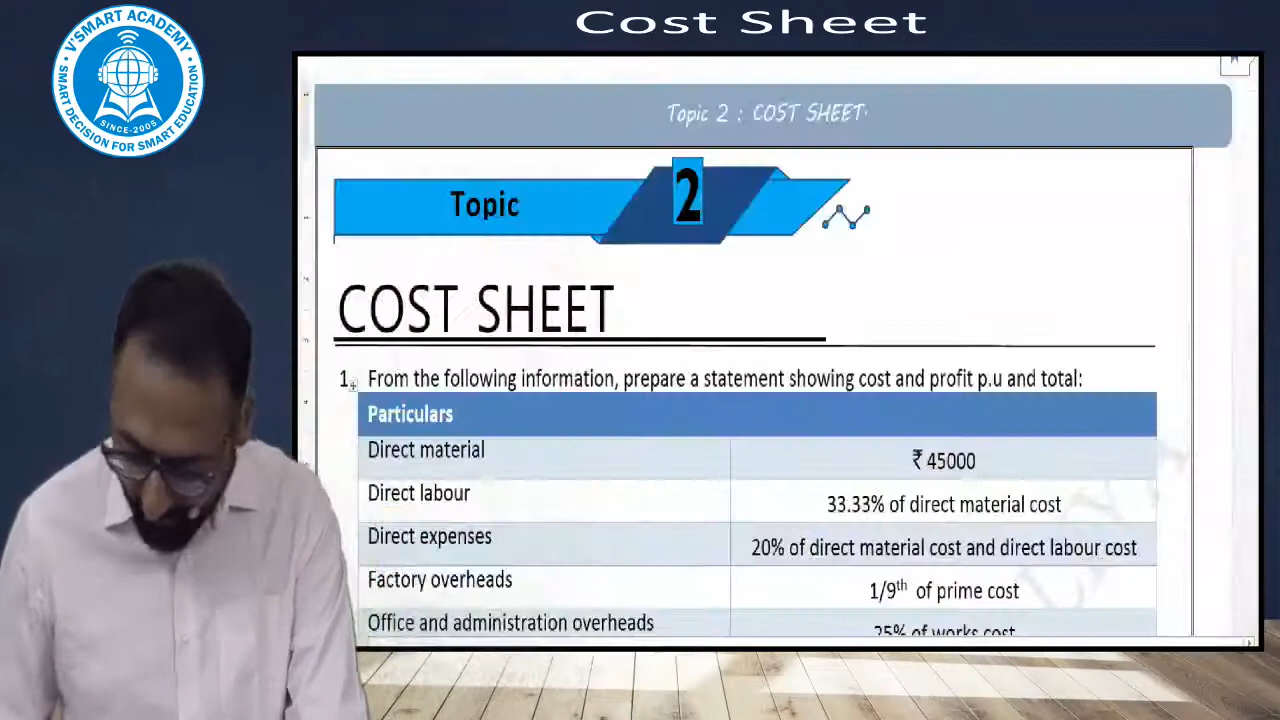 Cost Sheet
V'SMART ACADEMY
SINCE-2005
SMART DECISION FOR SMART EDUCATION
Topic 2 : COST SHEET
Topic 2
COST SHEET
1. From the following information, prepare a statement showing cost and profit p.u and total:
Particulars
Direct material ₹ 45000
Direct labour 33.33% of direct material cost
Direct expenses 20% of direct material cost and direct labour cost
Factory overheads 1/9th of prime cost
Office and administration overheads 25% of works cost